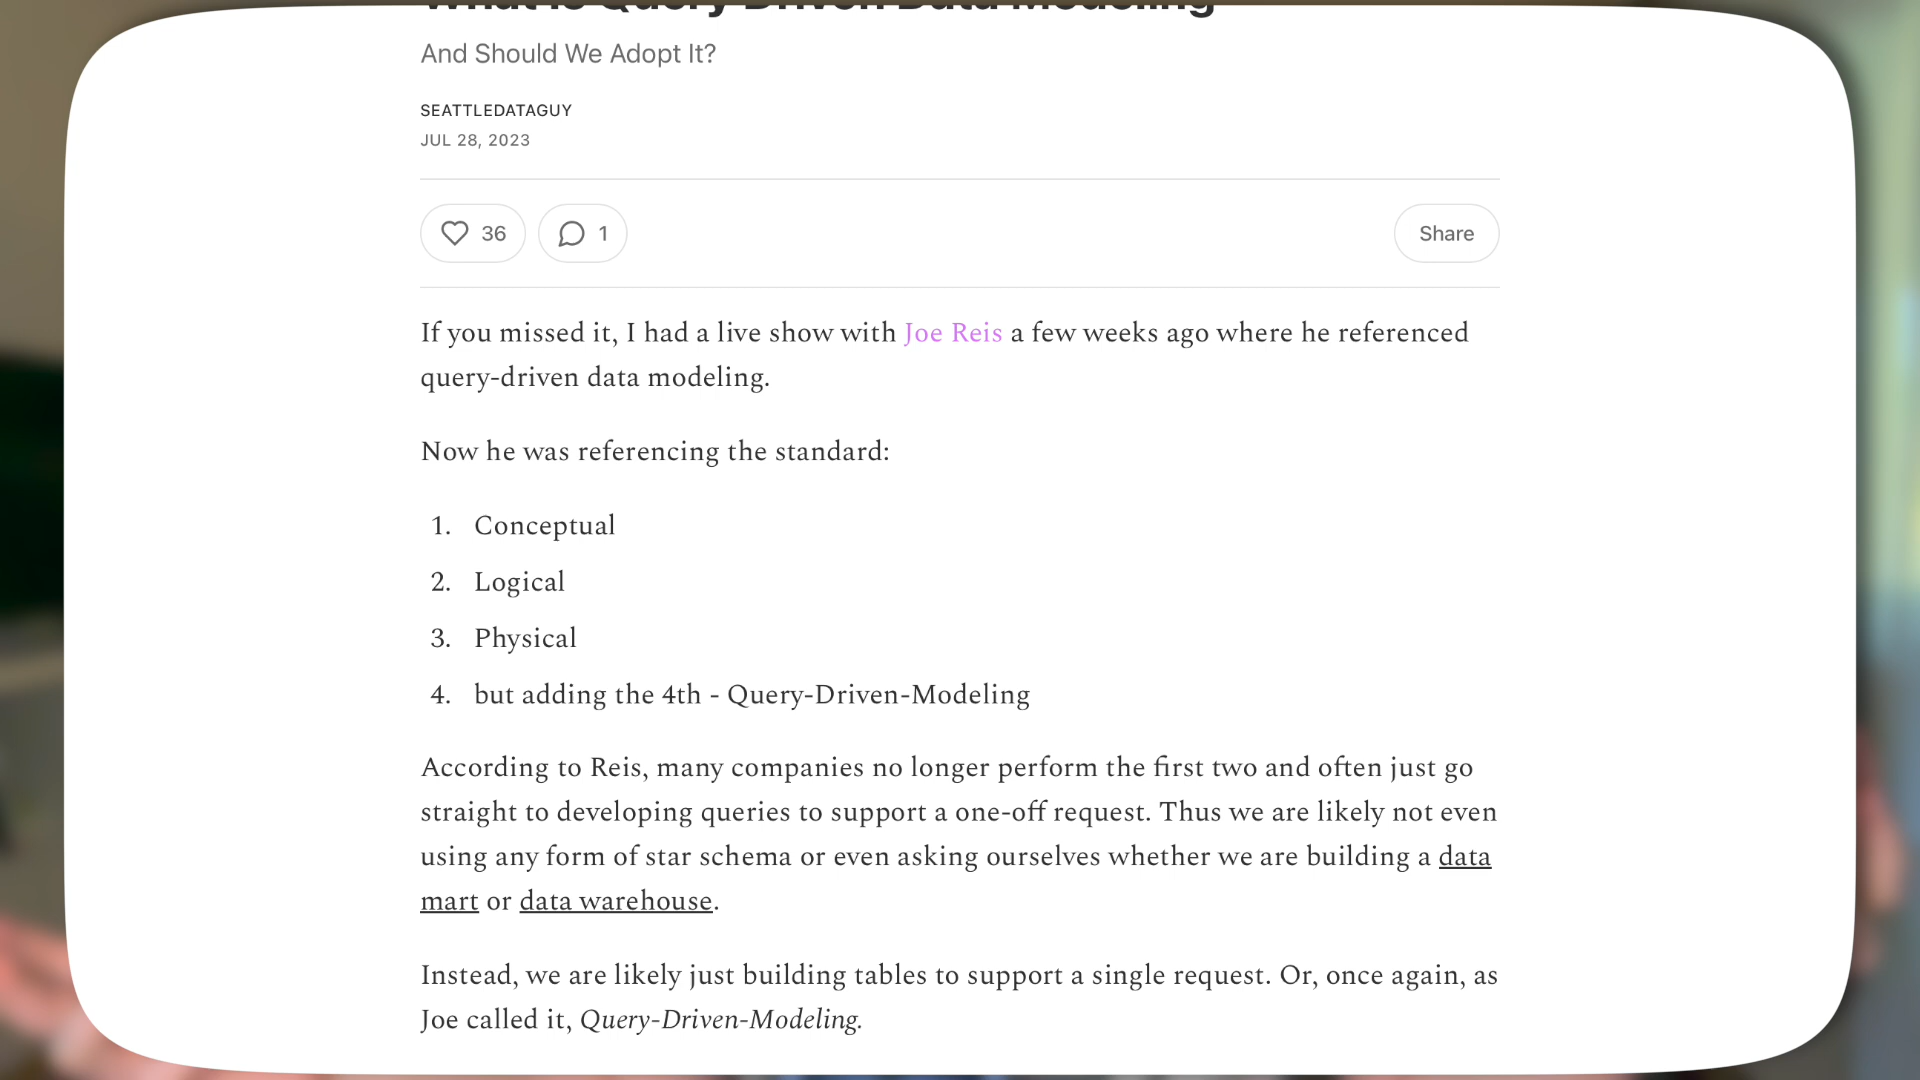 What Is Query Driven Data Modeling
And Should We Adopt It?
SEATTLEDATAGUY
JUL 28, 2023
36
1
Share
If you missed it, I had a live show with Joe Reis a few weeks ago where he referenced
query-driven data modeling.
Now he was referencing the standard:
1. Conceptual
2. Logical
3. Physical
4. but adding the 4th - Query-Driven-Modeling
According to Reis, many companies no longer perform the first two and often just go
straight to developing queries to support a one-off request. Thus we are likely not even
using any form of star schema or even asking ourselves whether we are building a data
mart or data warehouse.
Instead, we are likely just building tables to support a single request. Or, once again, as
Joe called it, Query-Driven-Modeling.